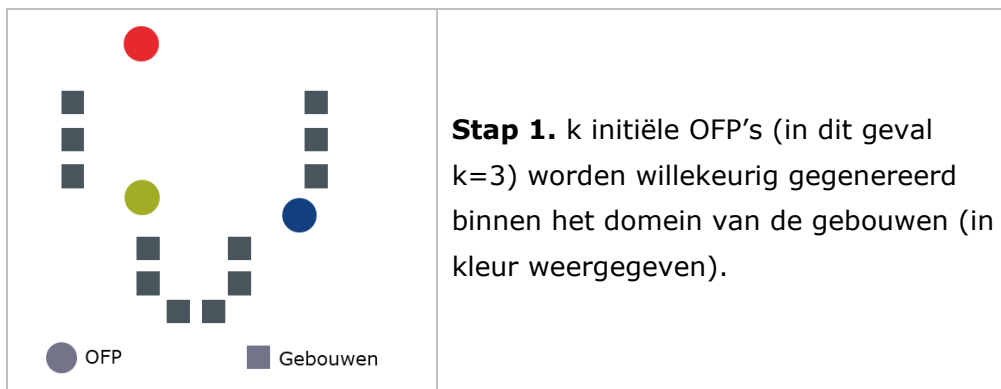 Stap 1. k initiële OFP's (in dit geval
k=3) worden willekeurig gegenereerd
binnen het domein van de gebouwen (in
kleur weergegeven).
OFP
Gebouwen